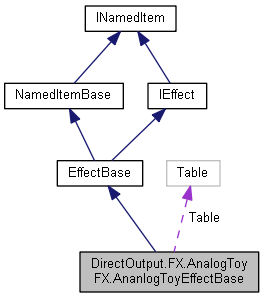 INamedItem
NamedItemBase
IEffect
EffectBase
Table
Table
DirectOutput.FX.AnalogToy
FX.AnanlogToyEffectBase